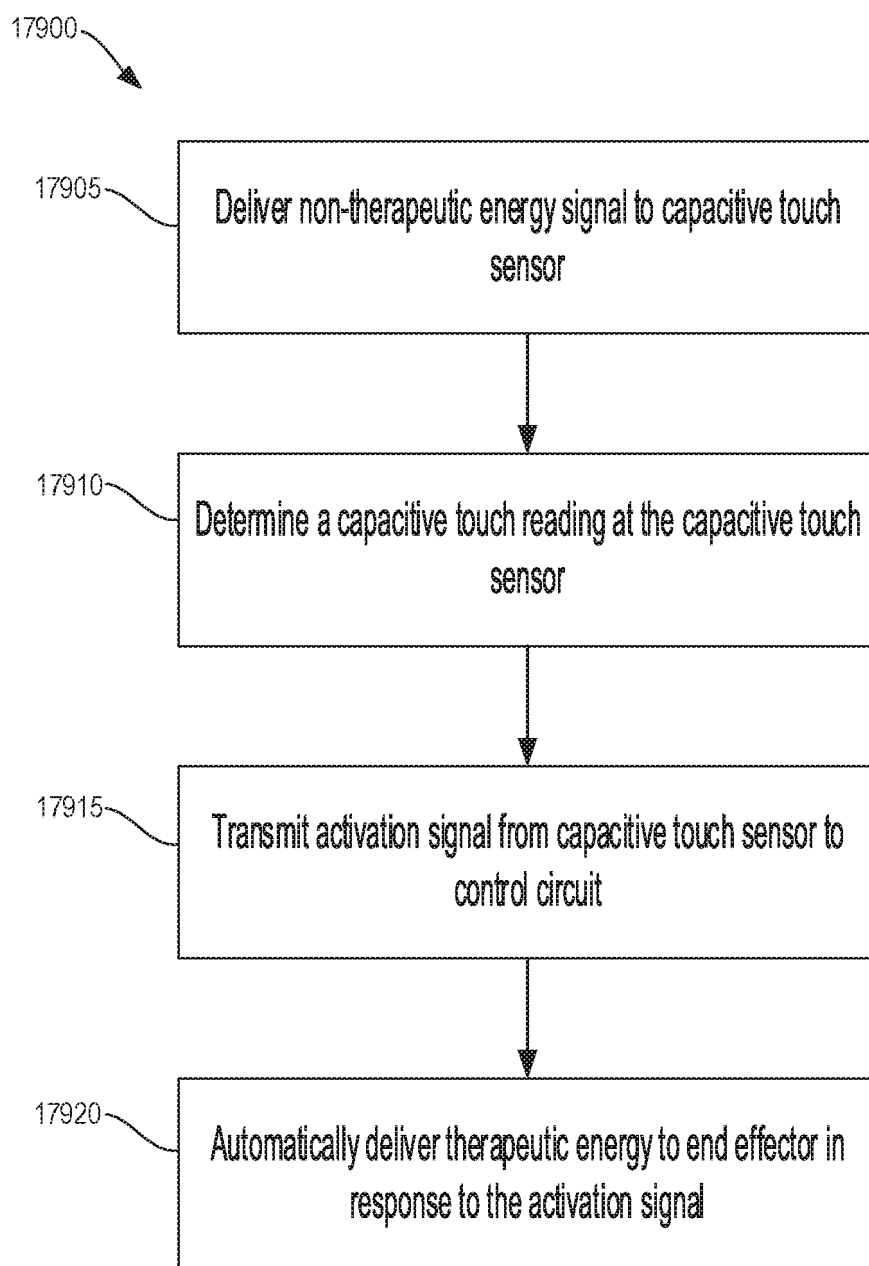 17900
17905
Deliver non-therapeutic energy signal to capacitive touch
sensor
17910
Determine a capacitive touch reading at the capacitive touch
sensor
17915
Transmit activation signal from capacitive touch sensor to
control circuit
17920
Automatically deliver therapeutic energy to end effector in
response to the activation signal